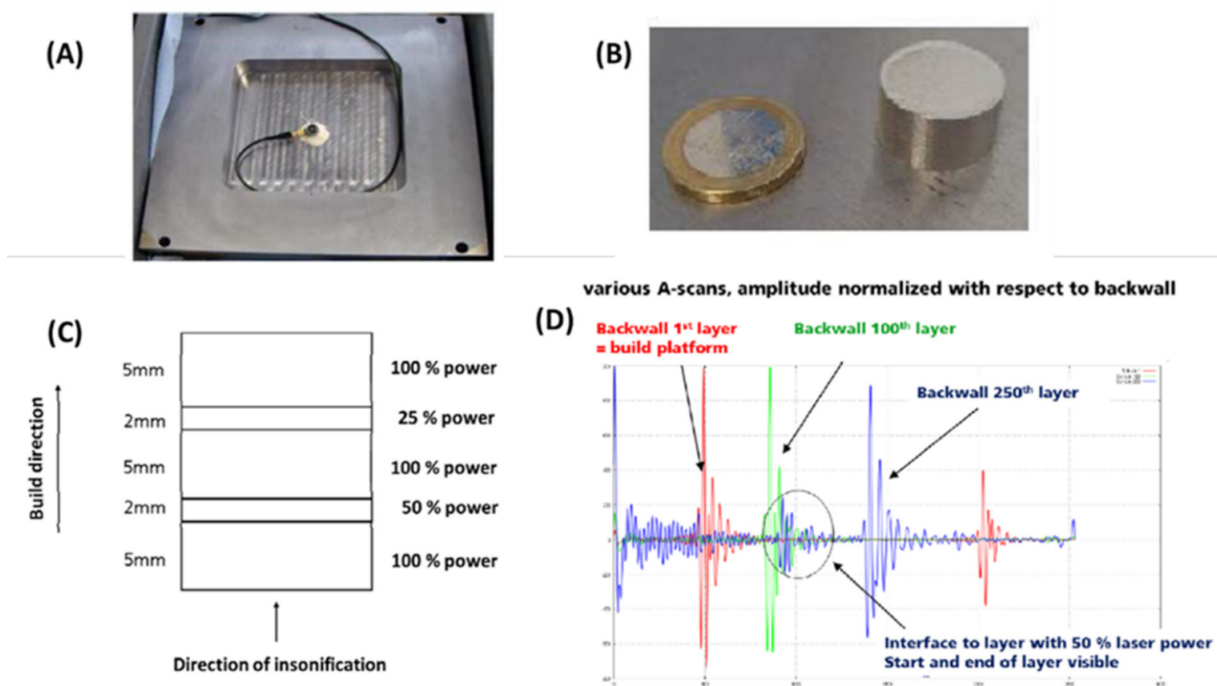 (A)
(B)
various A-scans, amplitude normalized with respect to backwall
(C)
5mm
100 % power
2mm
25 % power
5mm
100 % power
2mm
50 % power
5mm
100 % power
Build direction
Direction of insonification
(D)
Backwall 1st layer
= build platform
Backwall 100th layer
Backwall 250th layer
Interface to layer with 50 % laser power
Start and end of layer visible